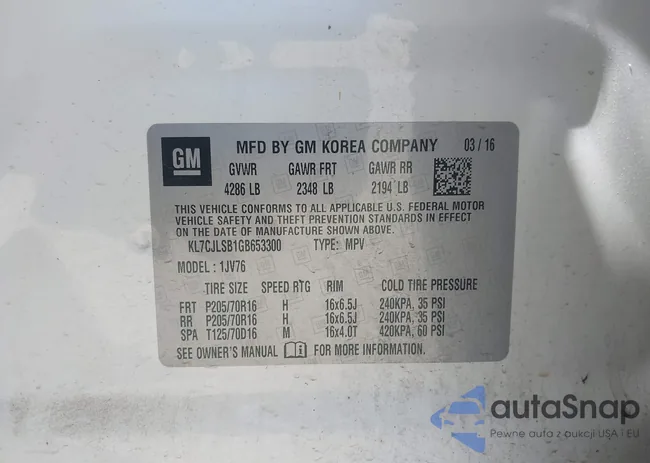 GM
MFD BY GM KOREA COMPANY 03 / 16
GVWR GAWR FRT GAWR RR
4286 LB 2348 LB 2194 LB
THIS VEHICLE CONFORMS TO ALL APPLICABLE U.S. FEDERAL MOTOR
VEHICLE SAFETY AND THEFT PREVENTION STANDARDS IN EFFECT
ON THE DATE OF MANUFACTURE SHOWN ABOVE.
KL7CJLSB1GB653300 TYPE: MPV
MODEL : 1JV76
TIRE SIZE SPEED RTG RIM COLD TIRE PRESSURE
FRT P205/70R16 H 16x6.5J 240KPA, 35 PSI
RR P205/70R16 H 16x6.5J 240KPA, 35 PSI
SPA T125/70D16 M 16x4.0T 420KPA, 60 PSI
SEE OWNER'S MANUAL FOR MORE INFORMATION.
autaSnap
Pewne auta z aukcji USA i EU